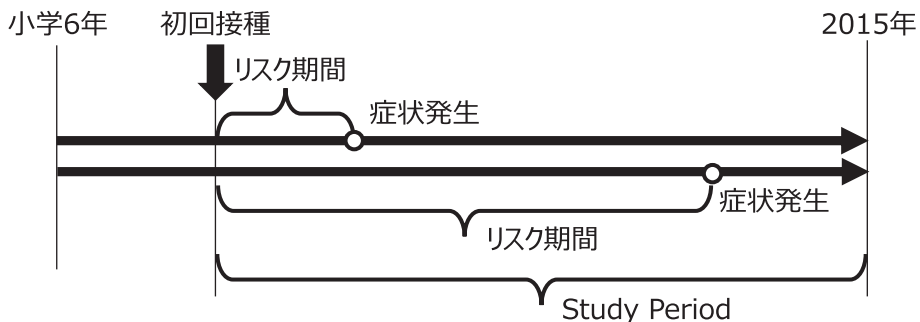 小学6年
初回接種
2015年
リスク期間
症状発生
症状発生
リスク期間
Study Period